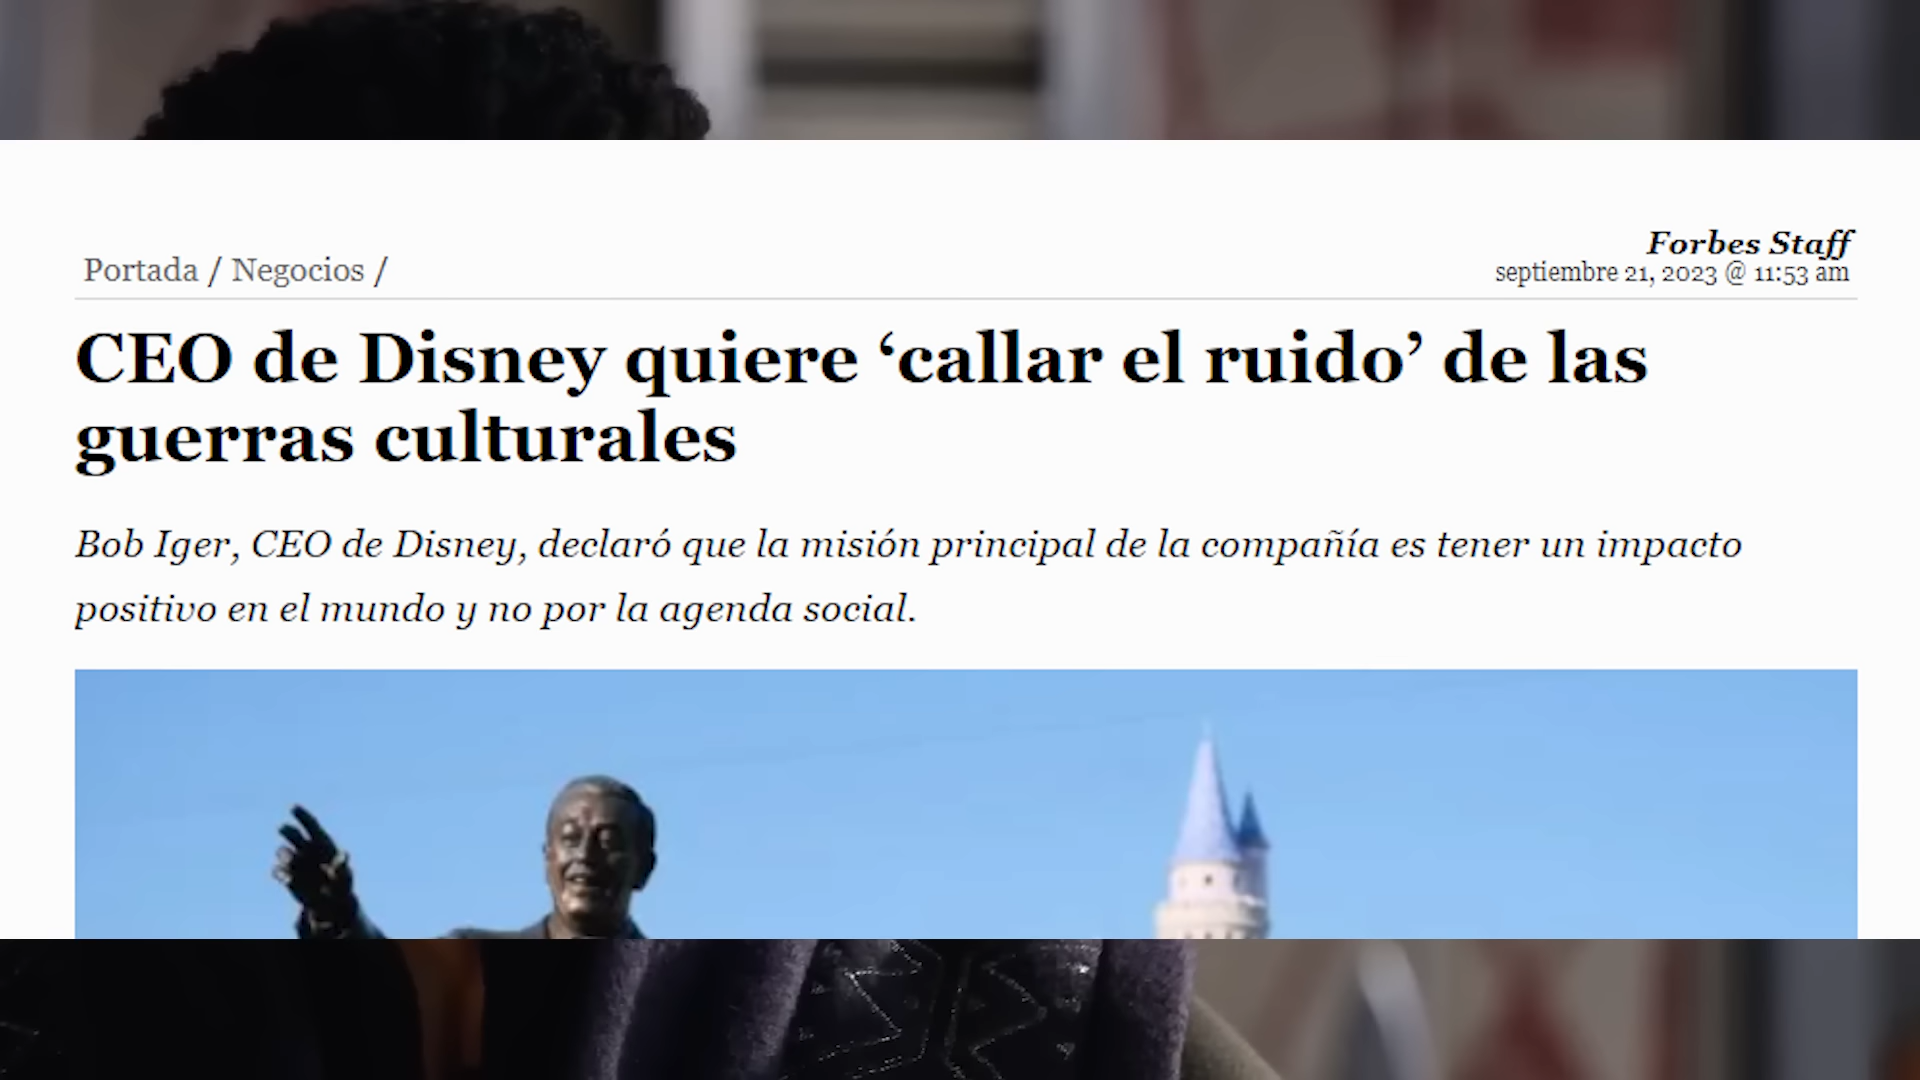 Forbes Staff
Portada / Negocios /
septiembre 21, 2023 @ 11:53 am
CEO de Disney quiere ‘callar el ruido’ de las
guerras culturales
Bob Iger, CEO de Disney, declaró que la misión principal de la compañía es tener un impacto
positivo en el mundo y no por la agenda social.